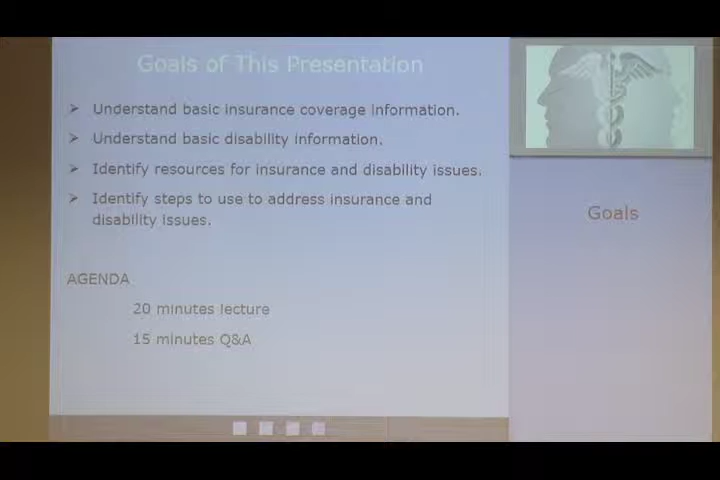 Goals of This Presentation
➤ Understand basic insurance coverage information.
➤ Understand basic disability information.
➤ Identify resources for insurance and disability issues.
➤ Identify steps to use to address insurance and
disability issues.
AGENDA
20 minutes lecture
15 minutes Q&A
Goals